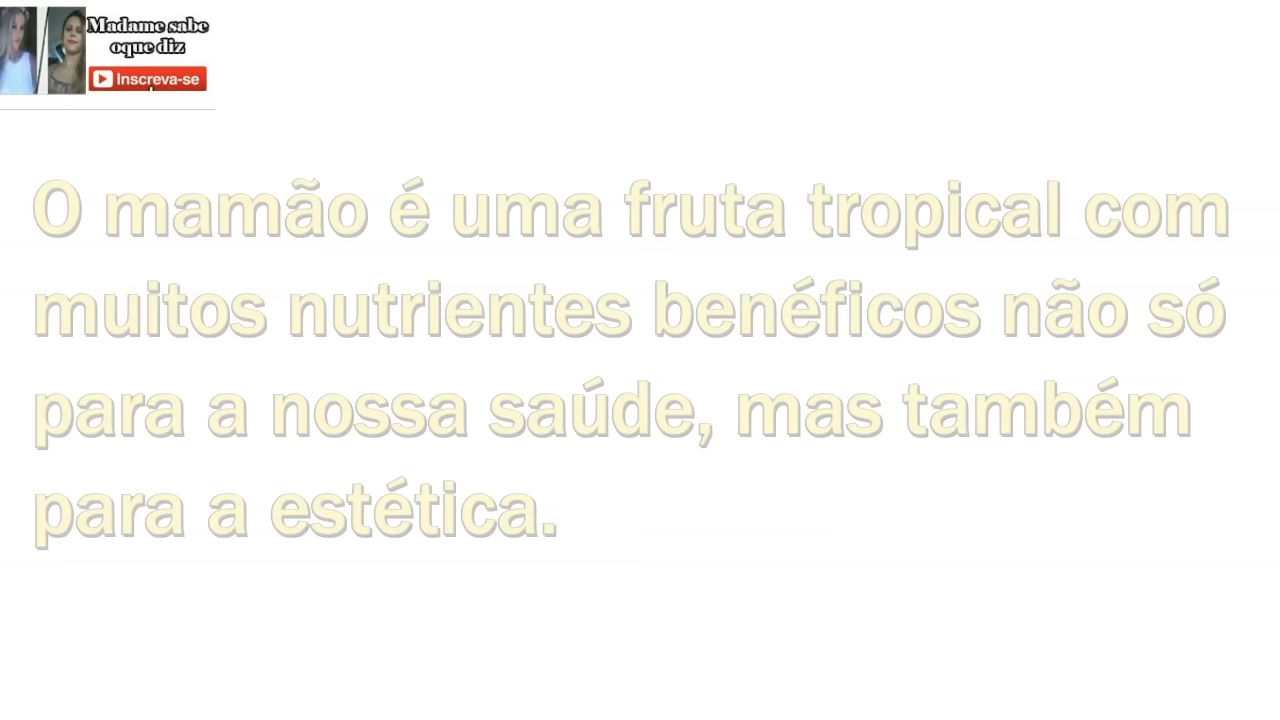 Madame sabe
oque diz
Inscreva-se
O mamão é uma fruta tropical com
muitos nutrientes benéficos não só
para a nossa saúde, mas também
para a estética.